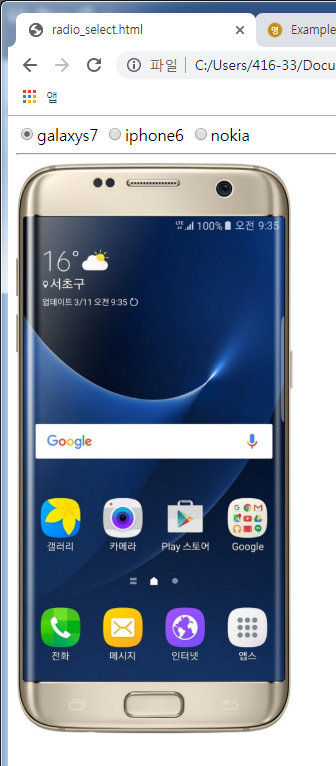 radio_select.html
Example
파일 | C:/Users/416-33/Docu
앱
galaxys7 iphone6 nokia
LTE 100% 오전 9:35
16°
서초구
업데이트 3/11 오전 9:35
Google
갤러리 카메라 Play 스토어 Google
전화 메시지 인터넷 앱스